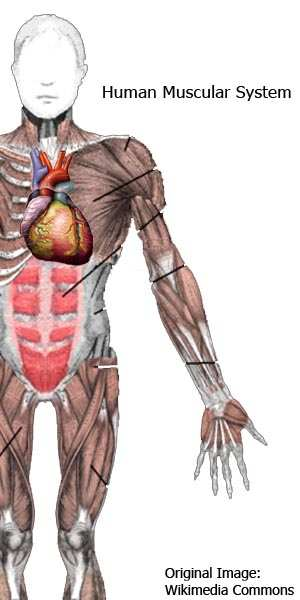 Human Muscular System
Original Image:
Wikimedia Commons